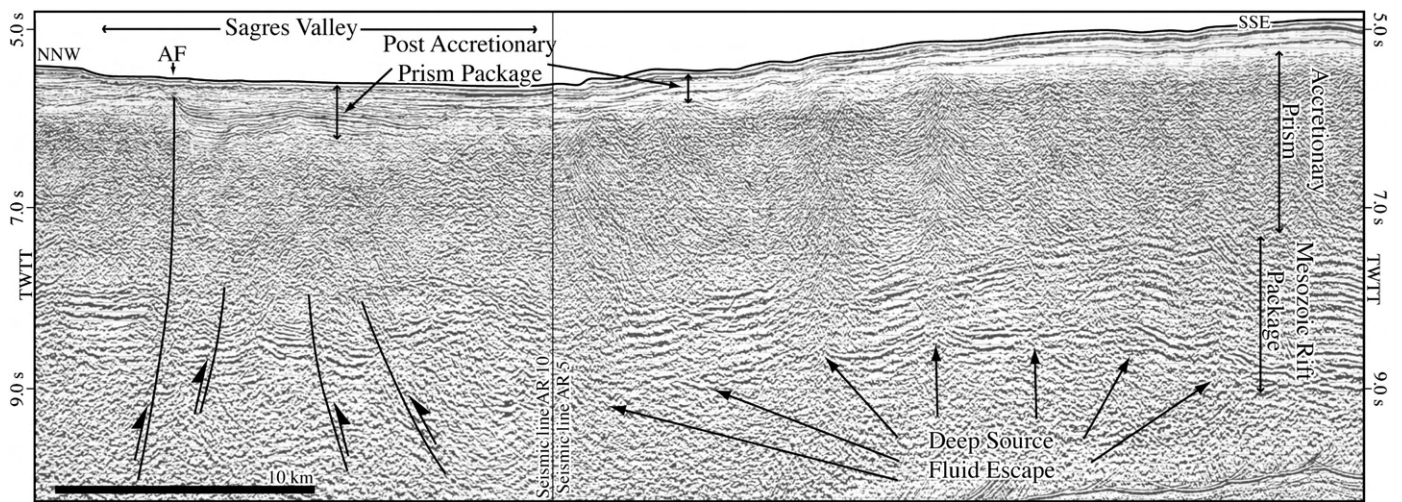 5.0 s
Sagres Valley
SSE
5.0 s
NNW
AF
Post Accretionary
Prism Package
Accretionary
Prism
7.0 s
7.0 s
TWTT
TWTT
Mesozoic Rift
Package
9.0 s
9.0 s
Seismic line AR 10
Seismic line AR 5
Deep Source
Fluid Escape
10 km